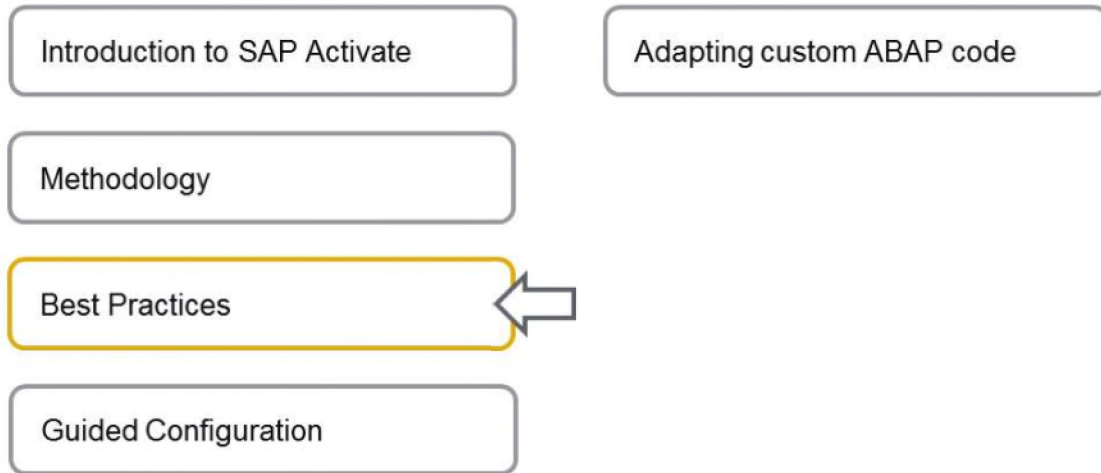 Introduction to SAP Activate
Methodology
Best Practices
Guided Configuration
Adapting custom ABAP code